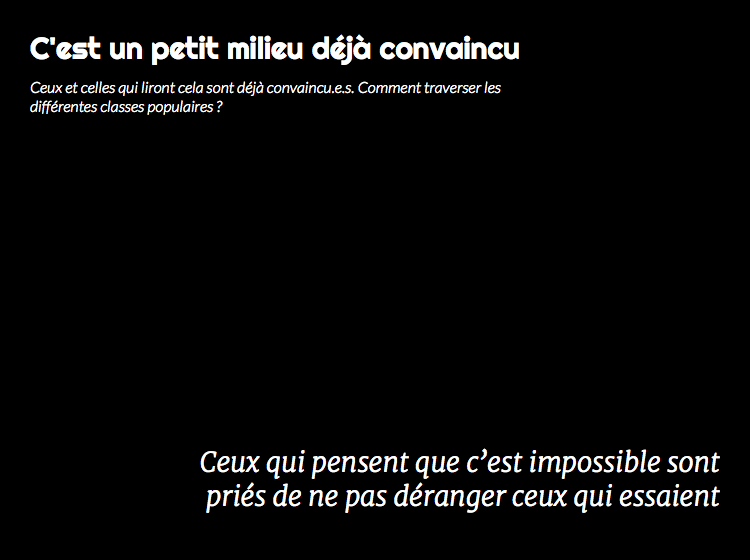 C'est un petit milieu déjà convaincu
Ceux et celles qui liront cela sont déjà convaincu.e.s. Comment traverser les
différentes classes populaires ?
Ceux qui pensent que c’est impossible sont
priés de ne pas déranger ceux qui essaient